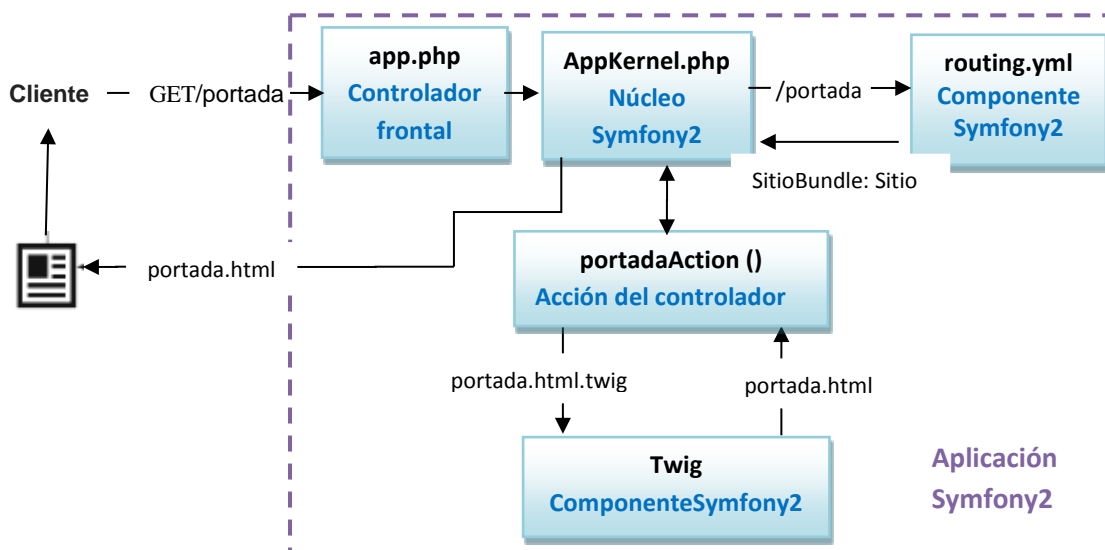 app.php
Controlador
frontal
AppKernel.php
Núcleo
Symfony2
routing.yml
Componente
Symfony2
Cliente
GET/portada
/portada
SitioBundle: Sitio
portada.html
portadaAction ()
Acción del controlador
portada.html.twig
portada.html
Twig
ComponenteSymfony2
Aplicación
Symfony2